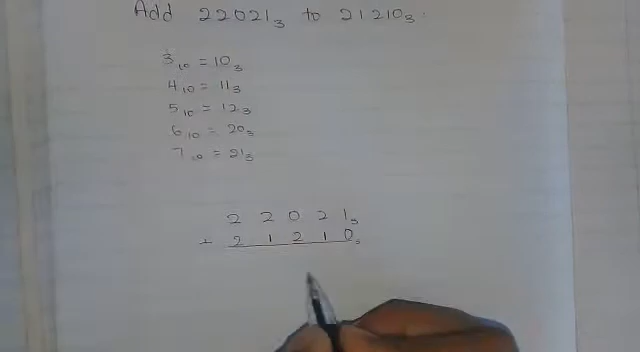 Add 22021₃ to 21210₃.
3₁₀ = 10₃
4₁₀ = 11₃
5₁₀ = 12₃
6₁₀ = 20₃
7₁₀ = 21₃
2 2 0 2 1₃
+ 2 1 2 1 0₃